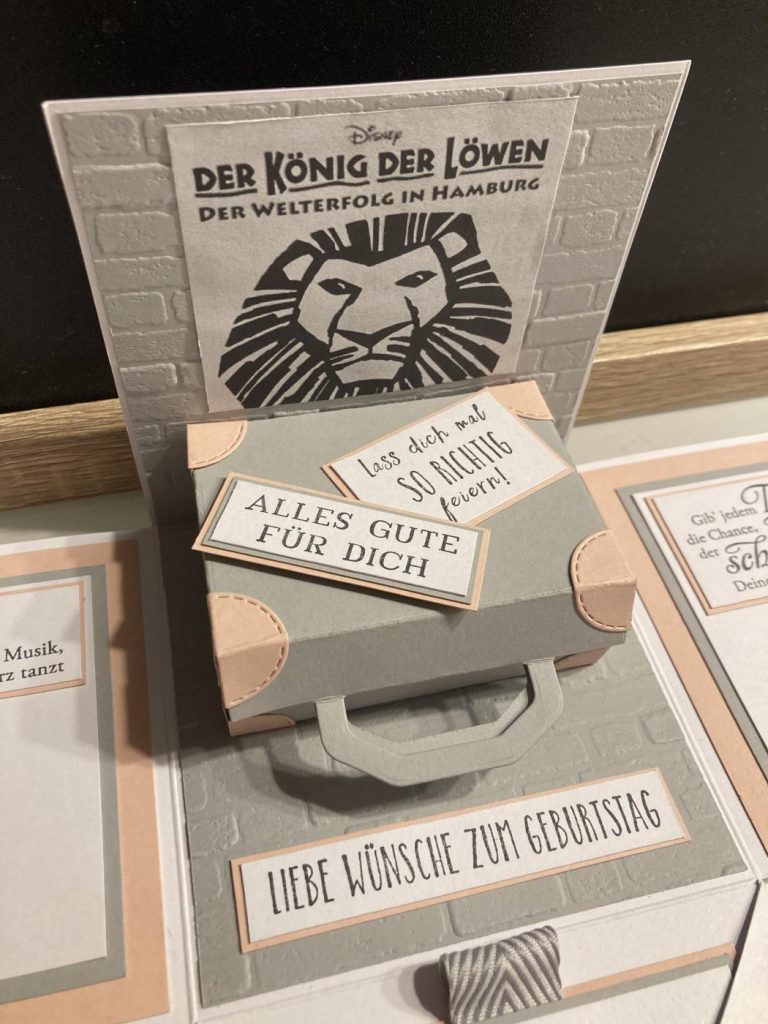 Disney
DER KÖNIG DER LÖWEN
DER WELTERFOLG IN HAMBURG
Lass dich mal
SO RICHTIG
feiern!
ALLES GUTE
FÜR DICH
Musik,
tanzt
Gib' jedem
die Chance,
der
LIEBE WÜNSCHE ZUM GEBURTSTAG